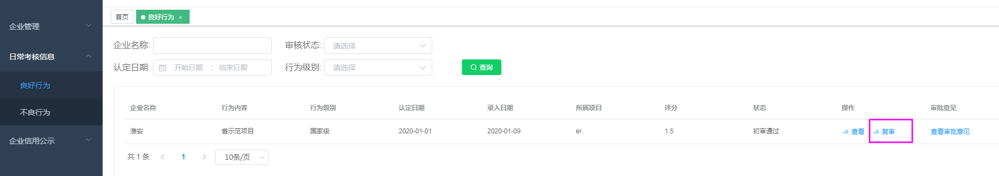 首页 良好行为 ×
企业管理
日常考核信息
良好行为
不良行为
企业信用公示
企业名称: 审核状态: 请选择
认定日期: 开始日期 : 结束日期 行为级别: 请选择 查询
企业名称 行为内容 行为级别 认定日期 录入日期 所属项目 评分 状态 操作 审批意见
淮安 省示范项目 国家级 2020-01-01 2020-01-09 er 1.5 初审通过 查看 复审 查看审批意见
共 1 条 1 10条/页